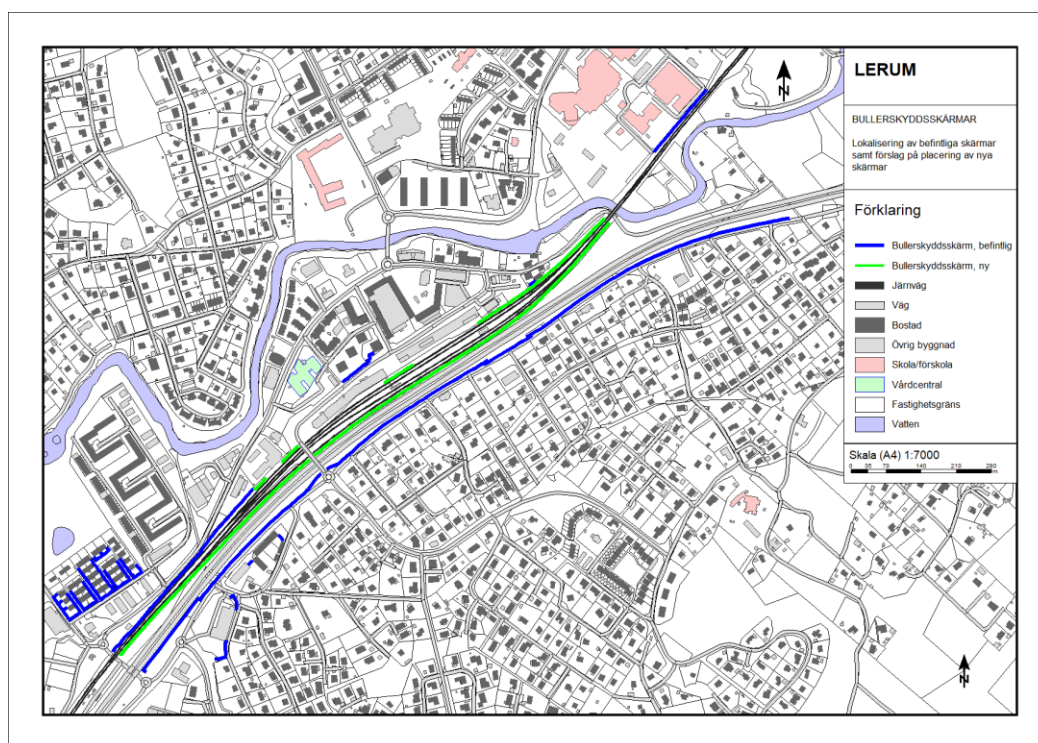 LERUM
BULLERSKYDDSSKÄRMAR
Lokalisering av befintliga skärmar
samt förslag på placering av nya
skärmar
Förklaring
Bullerskyddsskärm, befintlig
Bullerskyddsskärm, ny
Järnväg
Väg
Bostad
Övrig byggnad
Skola/förskola
Vårdcentral
Fastighetsgräns
Vatten
Skala (A4) 1:7000
0 35 70 140 210 280
m
N
N